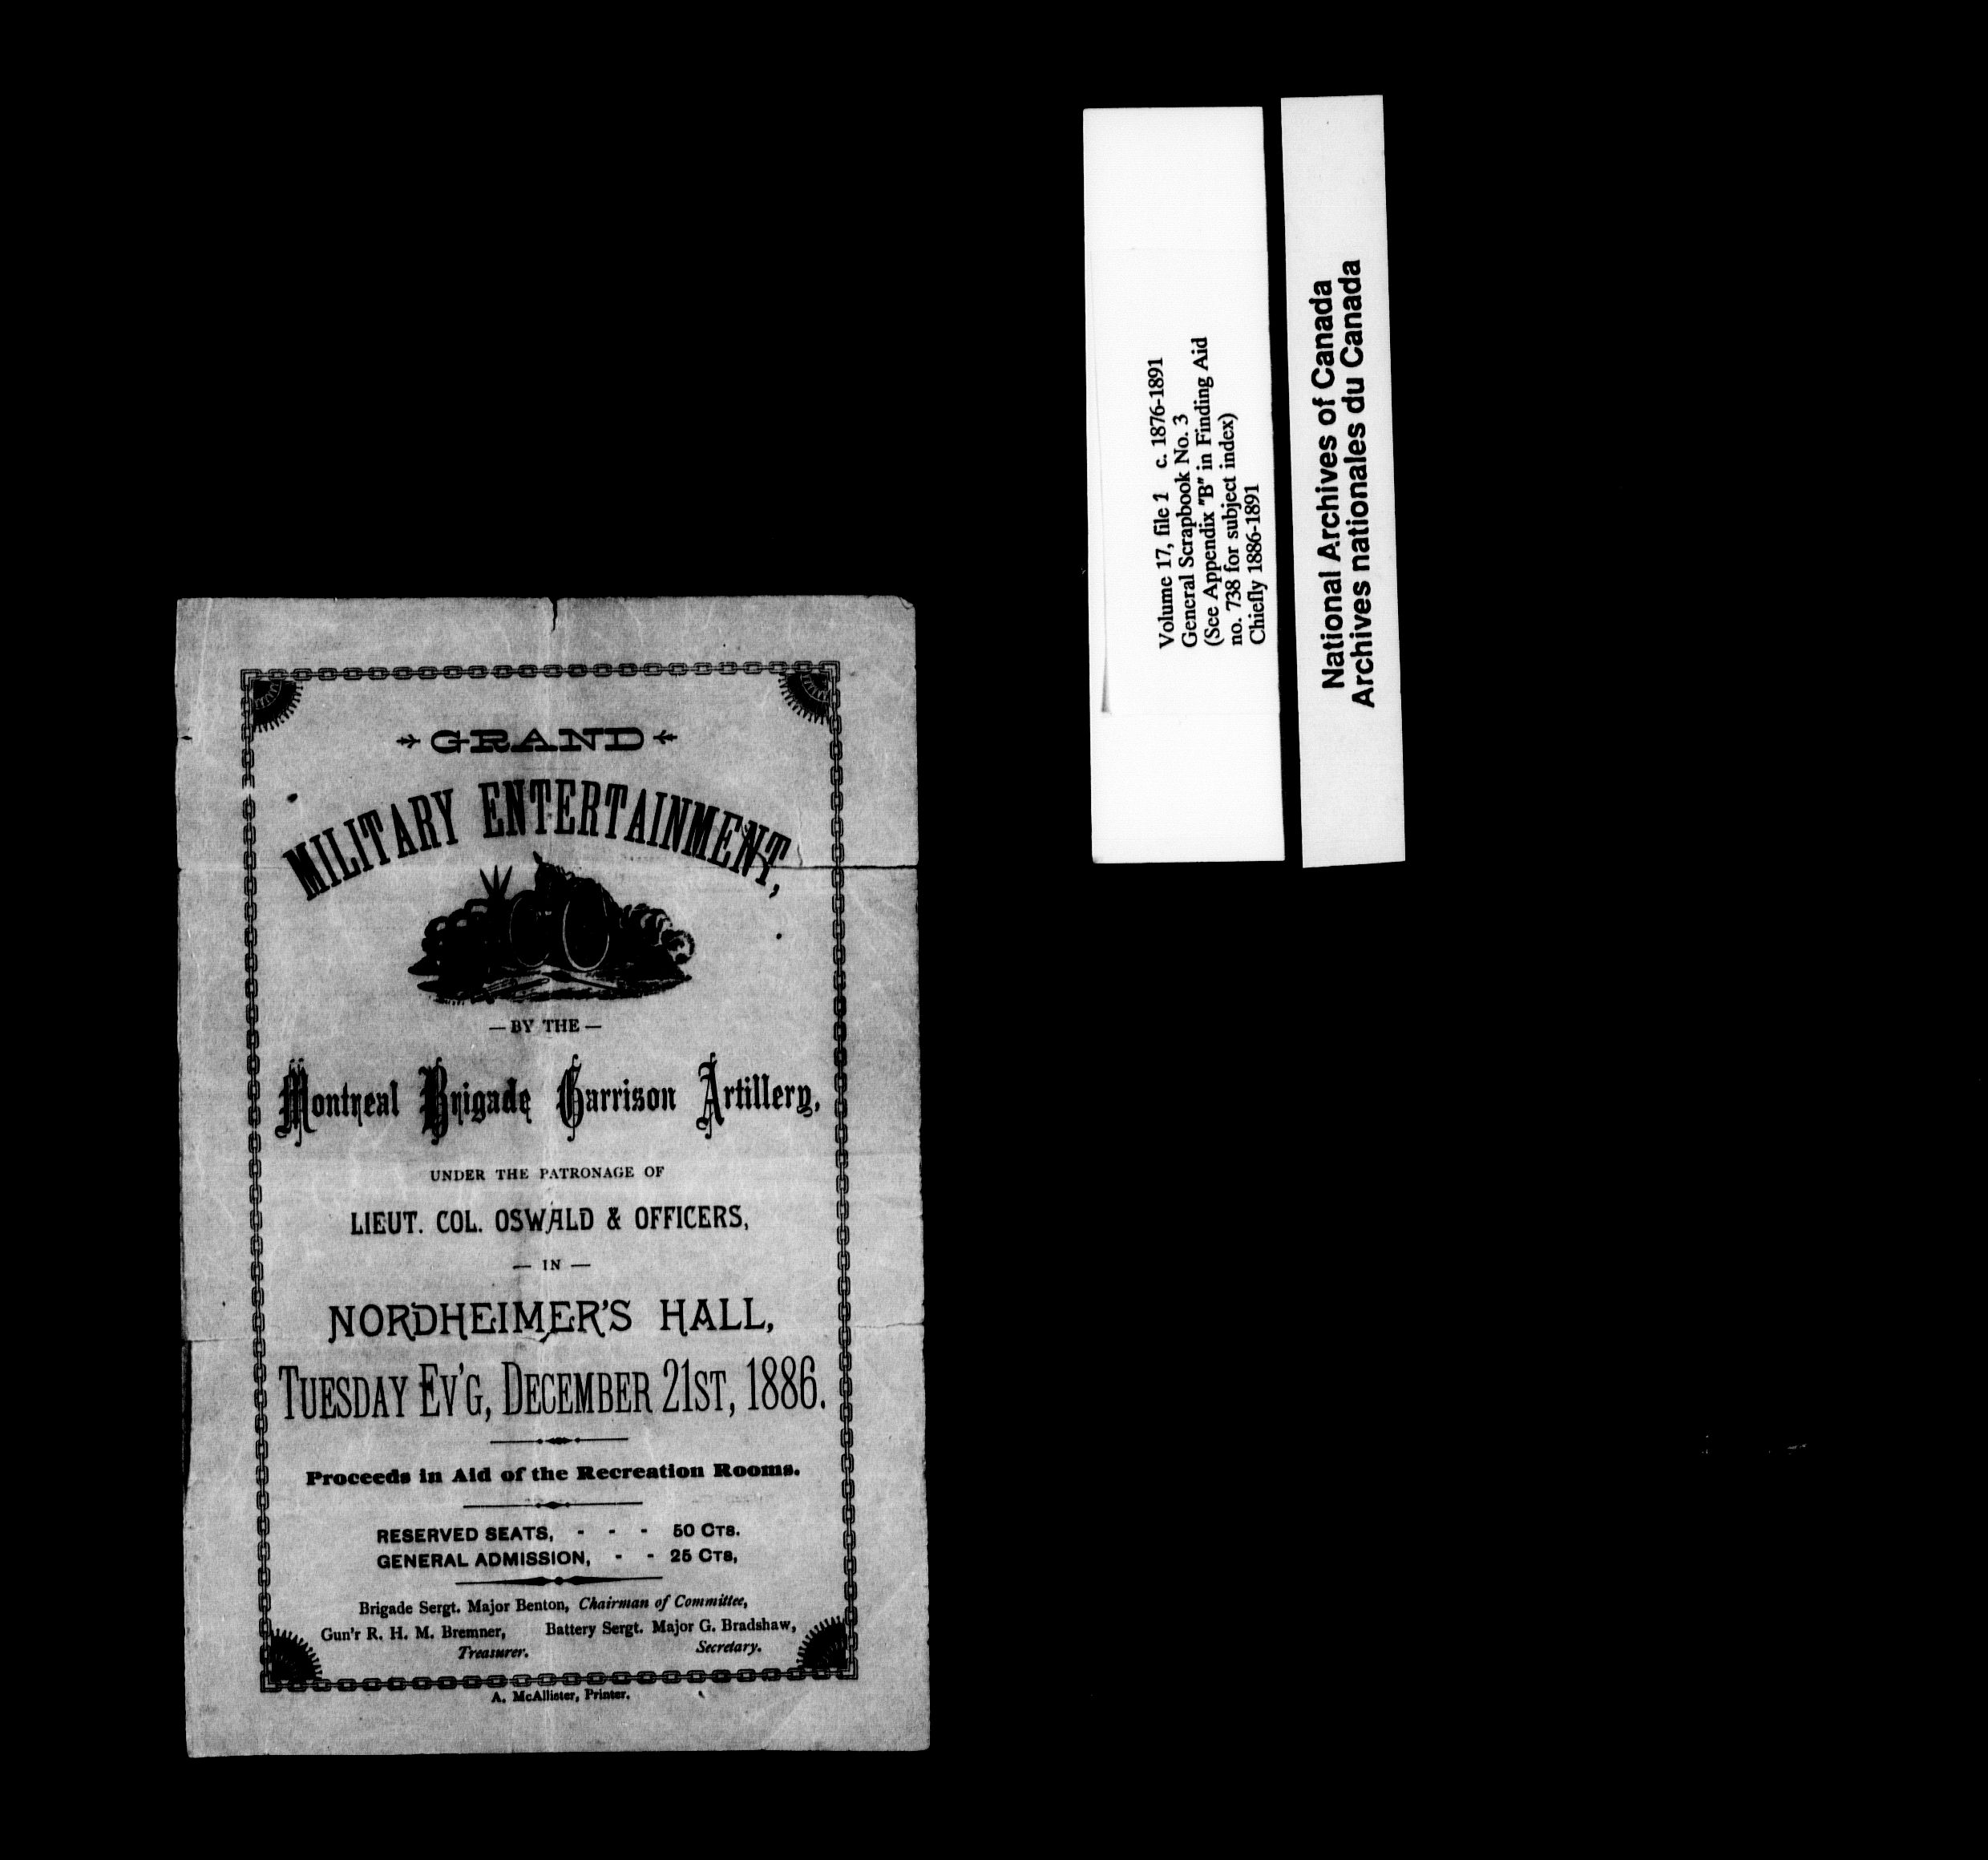 GRAND
MILITARY ENTERTAINMENT,
— BY THE —
Montreal Brigade Garrison Artillery,
UNDER THE PATRONAGE OF
LIEUT. COL. OSWALD & OFFICERS,
— IN —
NORDHEIMER'S HALL,
TUESDAY EV'G, DECEMBER 21ST, 1886.
Proceeds in Aid of the Recreation Rooms.
RESERVED SEATS, - - - 50 CTS.
GENERAL ADMISSION, - - 25 CTS,
Brigade Sergt. Major Benton, Chairman of Committee,
Gun'r R. H. M. Bremner, Battery Sergt. Major G. Bradshaw,
Treasurer. Secretary.
A. McAllister, Printer.
Volume 17, file 1 c. 1876-1891
General Scrapbook No. 3
(See Appendix "B" in Finding Aid
no. 738 for subject index)
Chiefly 1886-1891
National Archives of Canada
Archives nationales du Canada